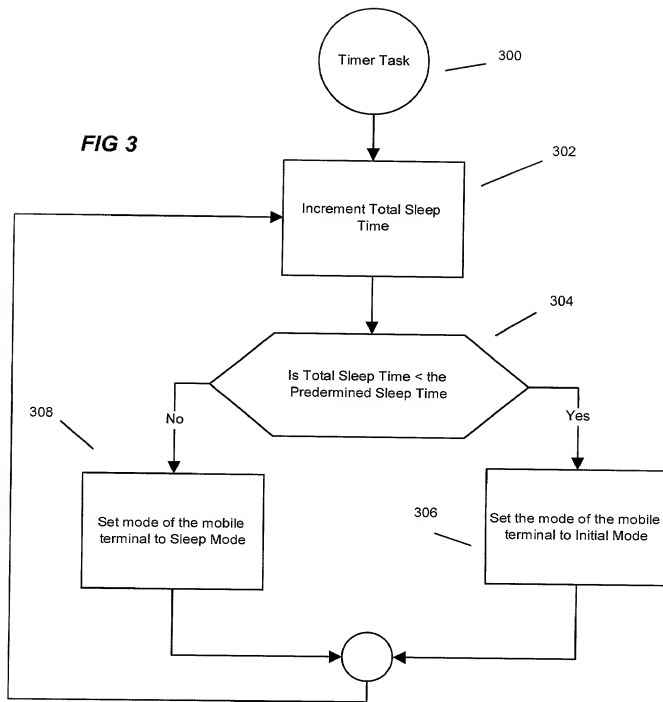 Timer Task
300
FIG 3
302
Increment Total Sleep
Time
304
Is Total Sleep Time < the
Predermined Sleep Time
No
Yes
308
Set mode of the mobile
terminal to Sleep Mode
306
Set the mode of the mobile
terminal to Initial Mode